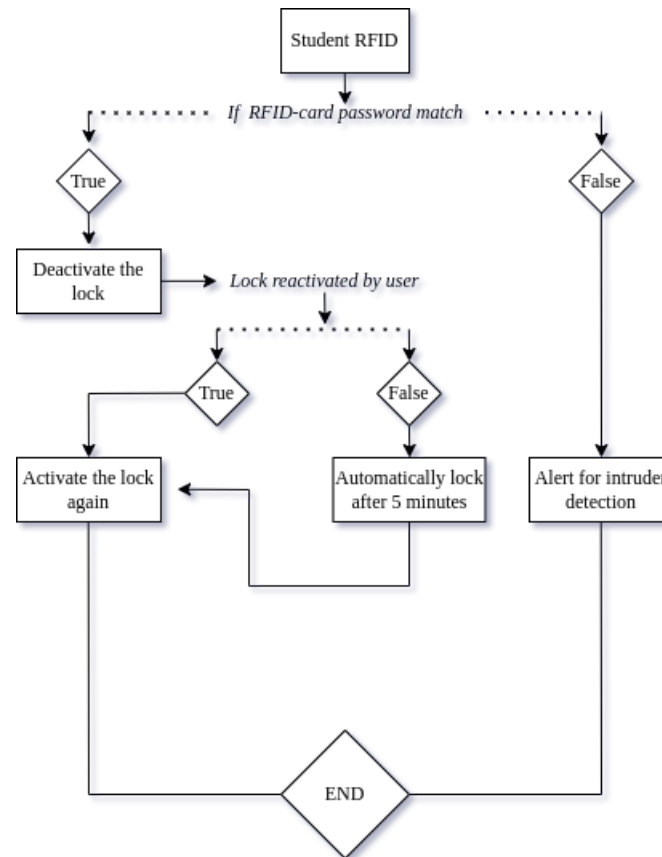 Student RFID
If RFID-card password match
True
False
Deactivate the
lock
Lock reactivated by user
True
False
Activate the lock
again
Automatically lock
after 5 minutes
Alert for intruder
detection
END